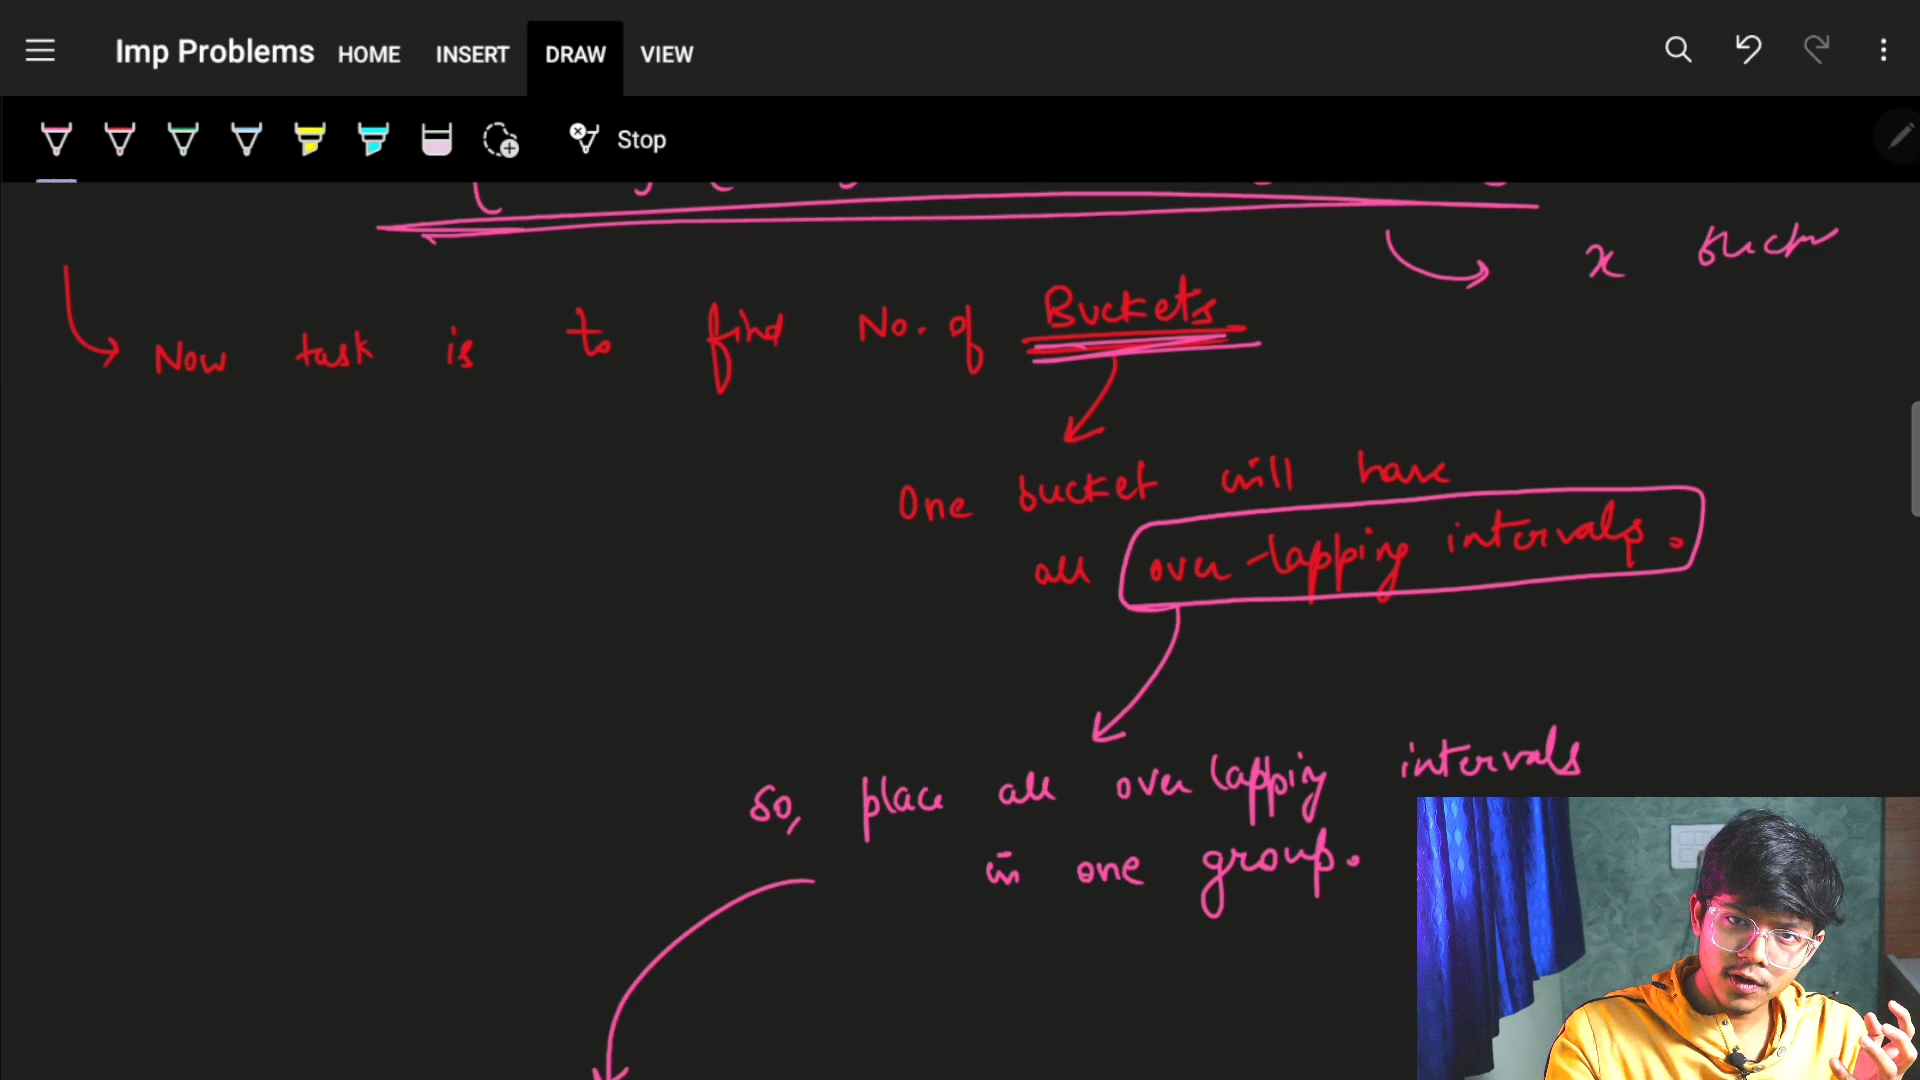 Imp Problems HOME INSERT DRAW VIEW
Stop
x
Now task is to find No. of Buckets
One bucket will have
all over-lapping intervals.
So, place all over lapping intervals
in one group.